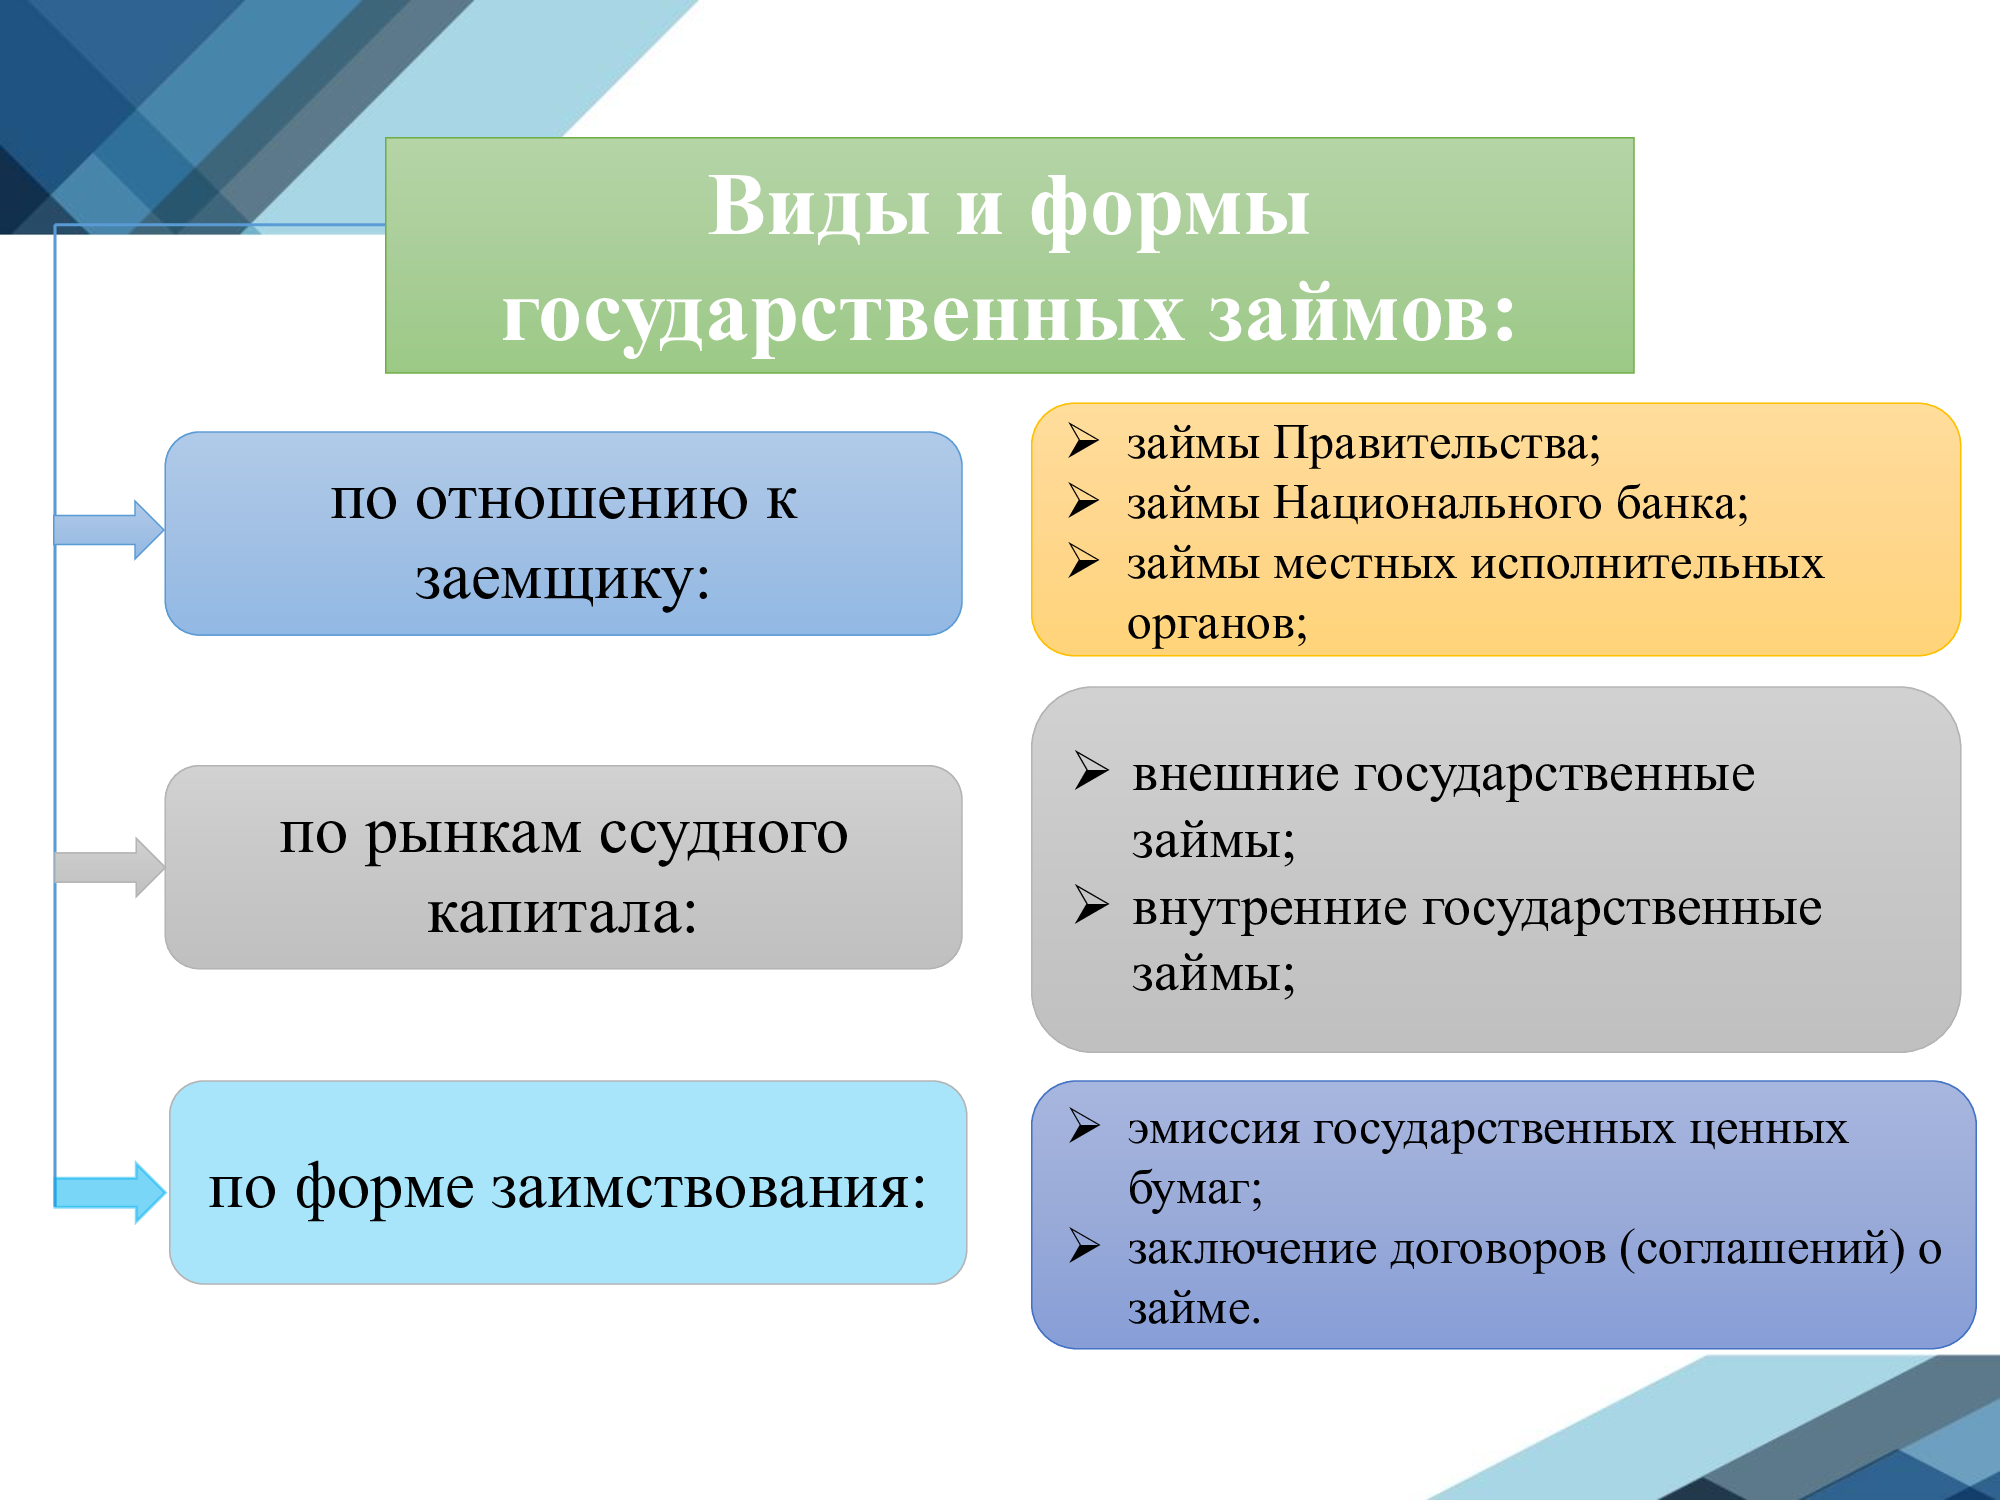 Виды и формы
государственных займов:
по отношению к
заемщику:
➢ займы Правительства;
➢ займы Национального банка;
➢ займы местных исполнительных
органов;
по рынкам ссудного
капитала:
➢ внешние государственные
займы;
➢ внутренние государственные
займы;
по форме заимствования:
➢ эмиссия государственных ценных
бумаг;
➢ заключение договоров (соглашений) о
займе.